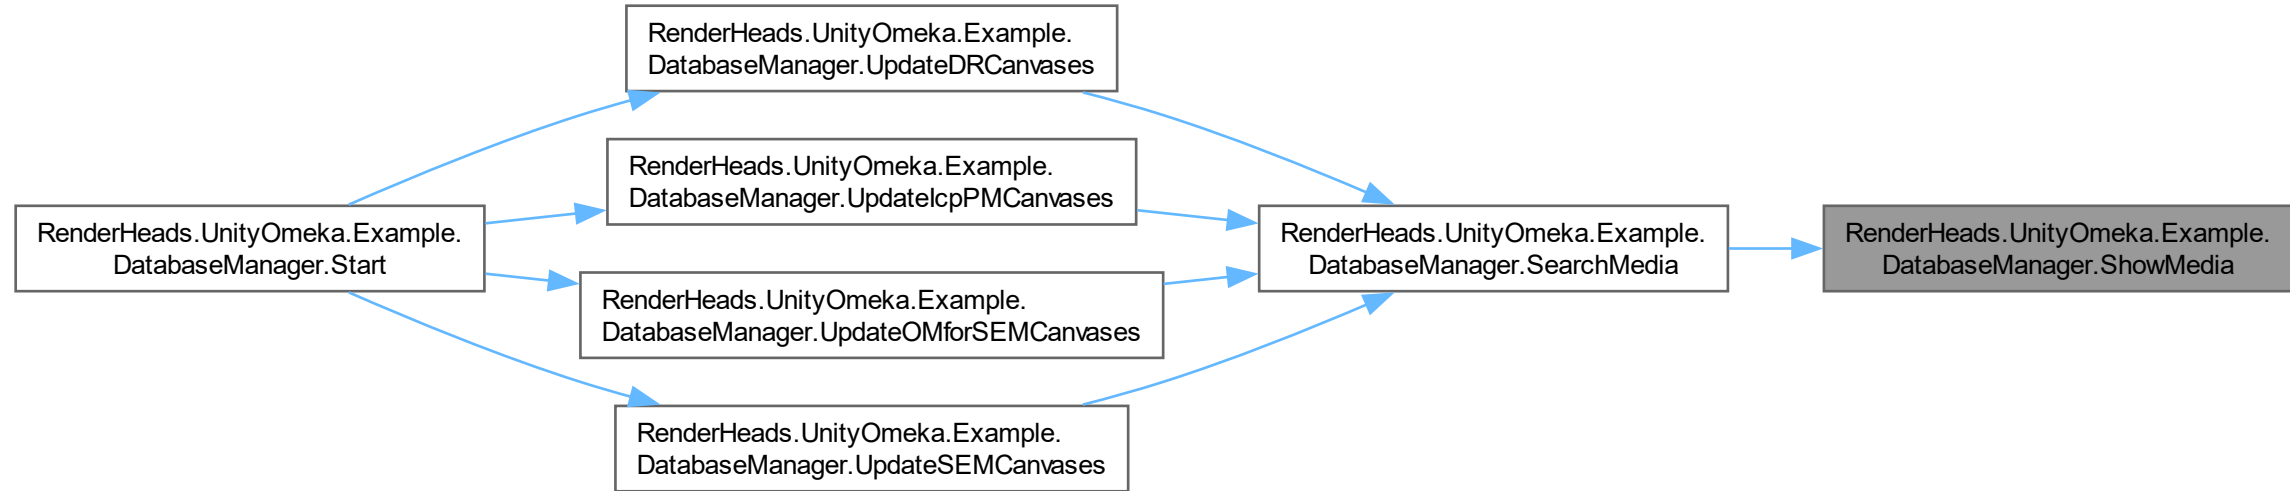 RenderHeads.UnityOmeka.Example.
DatabaseManager.UpdateDRCanvases
RenderHeads.UnityOmeka.Example.
DatabaseManager.UpdateIcpPMCanvases
RenderHeads.UnityOmeka.Example.
DatabaseManager.Start
RenderHeads.UnityOmeka.Example.
DatabaseManager.SearchMedia
RenderHeads.UnityOmeka.Example.
DatabaseManager.ShowMedia
RenderHeads.UnityOmeka.Example.
DatabaseManager.UpdateOMforSEMCanvases
RenderHeads.UnityOmeka.Example.
DatabaseManager.UpdateSEMCanvases